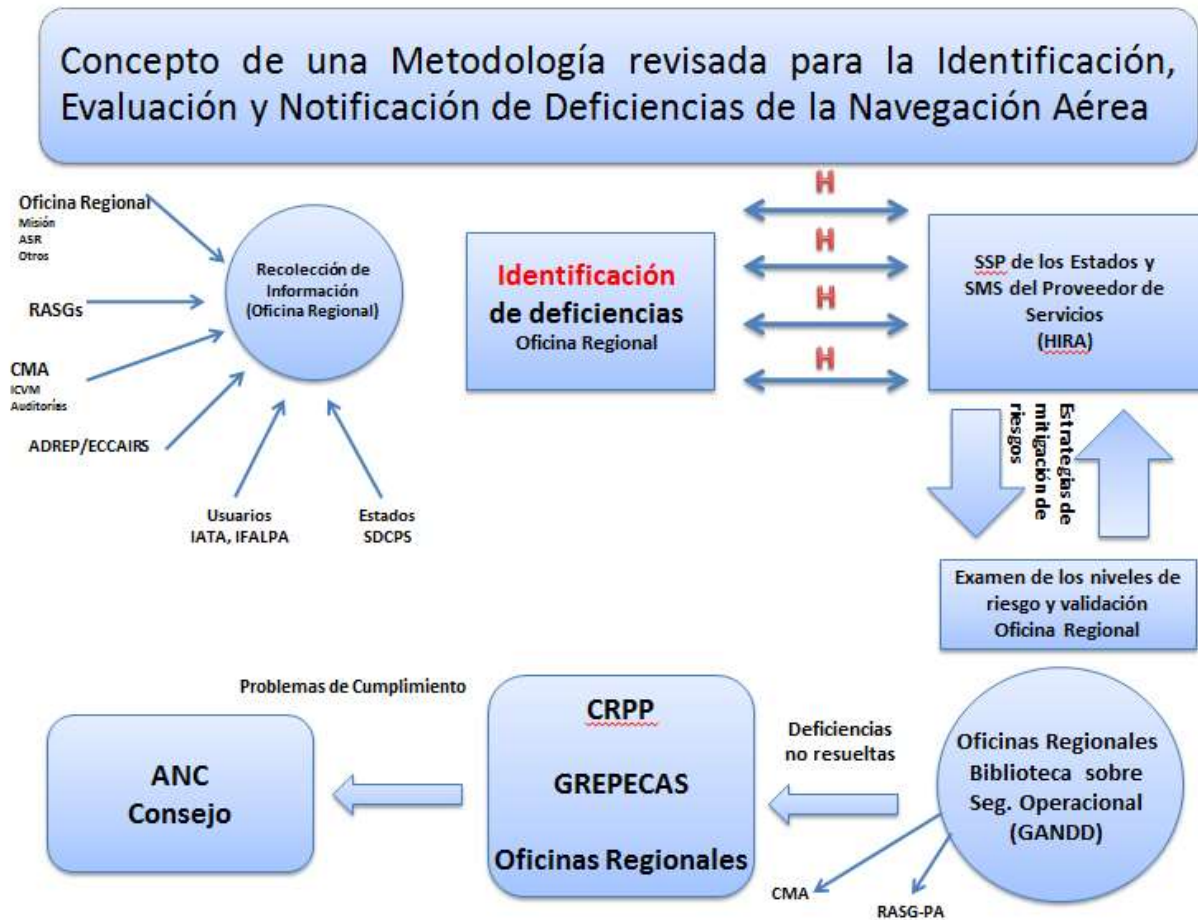 Concepto de una Metodología revisada para la Identificación,
Evaluación y Notificación de Deficiencias de la Navegación Aérea
Oficina Regional
Misión
ASR
Otros
RASGs
CMA
ICVM
Auditorías
ADREP/ECCAIRS
Usuarios
IATA, IFALPA
Estados
SDCPS
Recolección de
Información
(Oficina Regional)
Identificación
de deficiencias
Oficina Regional
H
H
H
H
SSP de los Estados y
SMS del Proveedor de
Servicios
(HIRA)
Estrategias de
mitigación de
riesgos
Examen de los niveles de
riesgo y validación
Oficina Regional
Oficinas Regionales
Biblioteca sobre
Seg. Operacional
(GANDD)
CMA
RASG-PA
Deficiencias
no resueltas
CRPP
GREPECAS
Oficinas Regionales
Problemas de Cumplimiento
ANC
Consejo